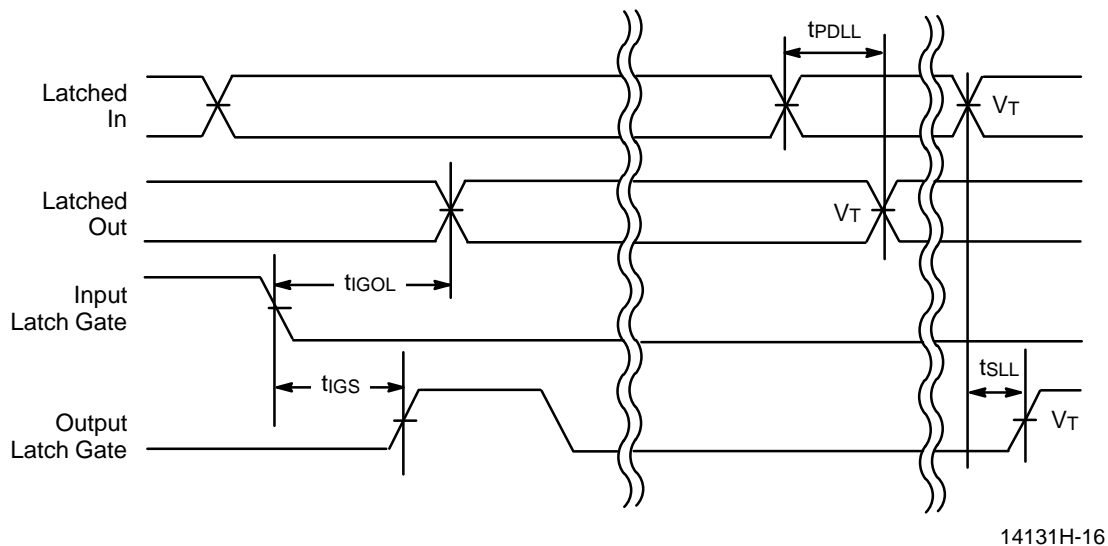 tPDLL
Latched
In
VT
Latched
Out
VT
tIGOL
Input
Latch Gate
tSLL
tIGS
Output
Latch Gate
VT
14131H-16